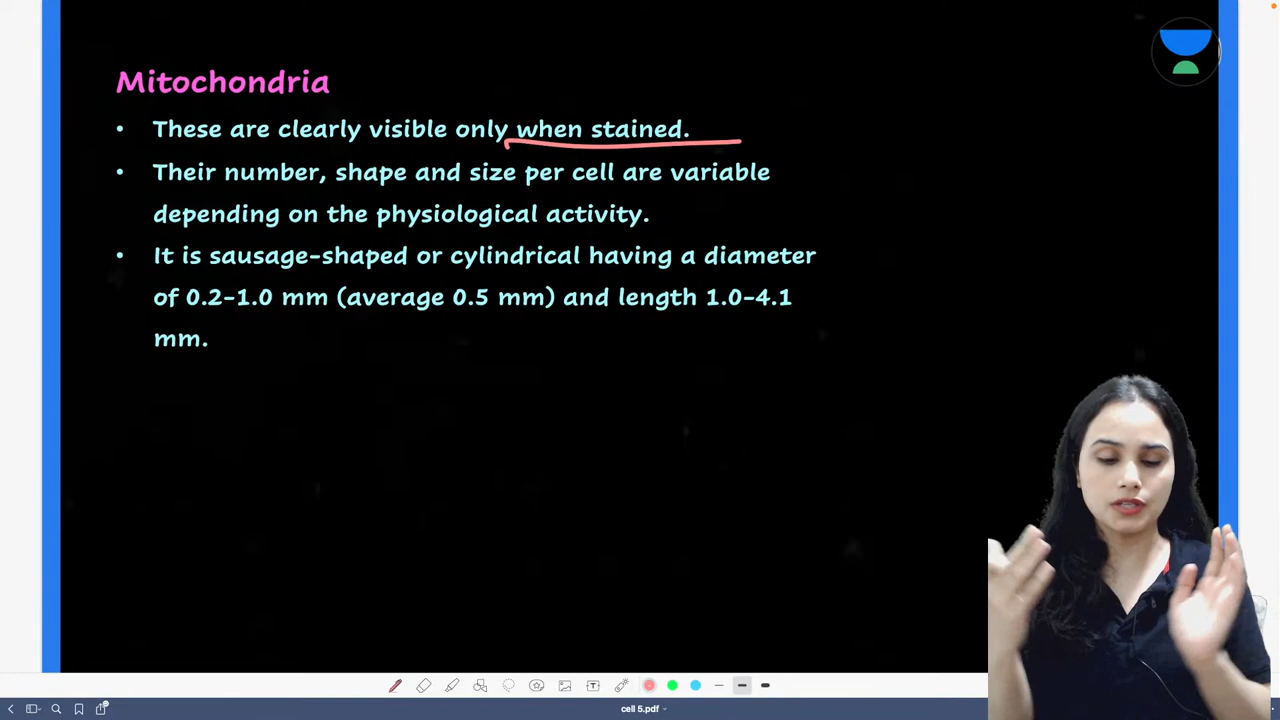 Mitochondria
• These are clearly visible only when stained.
• Their number, shape and size per cell are variable
depending on the physiological activity.
• It is sausage-shaped or cylindrical having a diameter
of 0.2-1.0 mm (average 0.5 mm) and length 1.0-4.1
mm.
cell 5.pdf